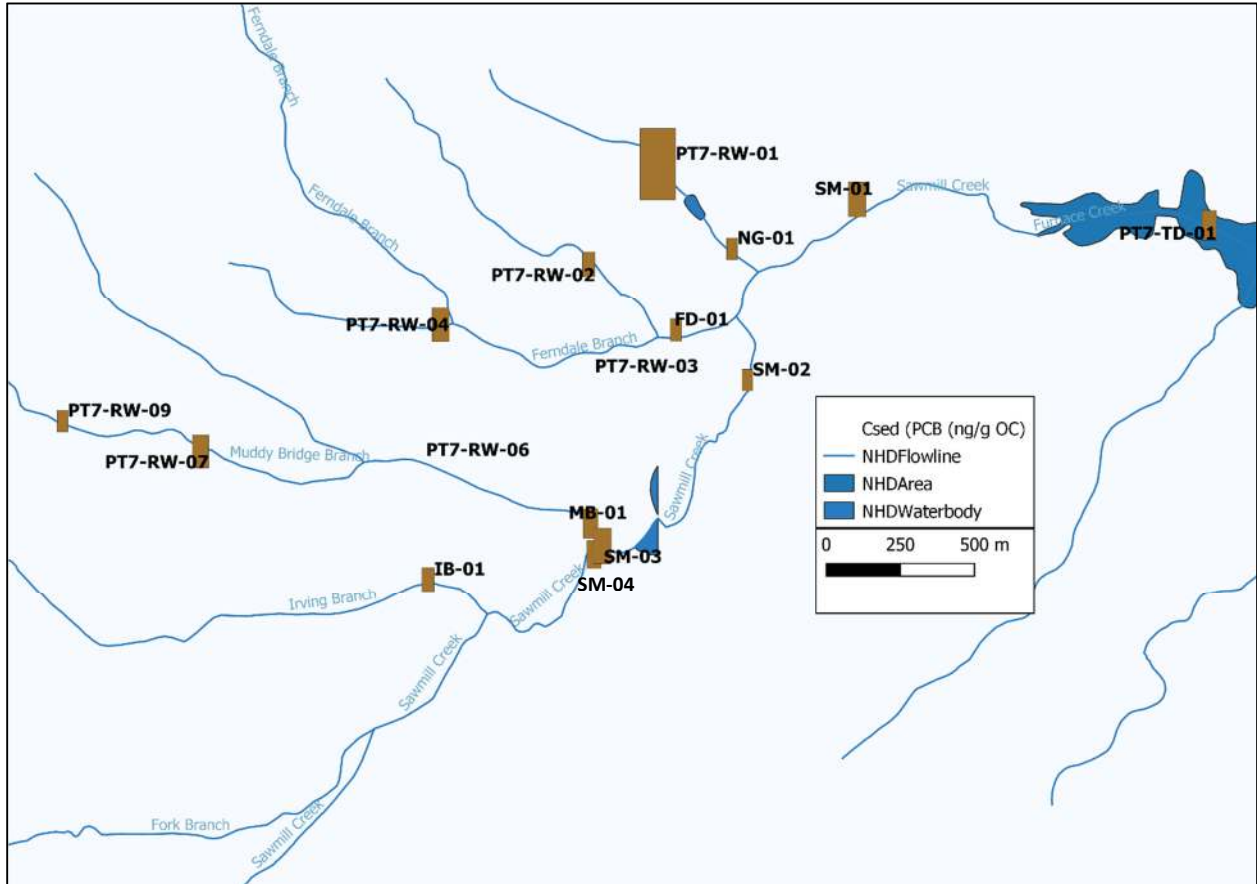 Ferndale Branch
PT7-RW-01
SM-01
Sawmill Creek
Ferndale Branch
Furnace Creek
PT7-TD-01
NG-01
PT7-RW-02
PT7-RW-04
FD-01
Ferndale Branch
PT7-RW-03
SM-02
PT7-RW-09
Muddy Bridge Branch
PT7-RW-07
PT7-RW-06
Sawmill Creek
Csed (PCB (ng/g OC)
NHDFlowline
NHDArea
NHDWaterbody
0 250 500 m
MB-01
SM-03
SM-04
IB-01
Irving Branch
Sawmill Creek
Sawmill Creek
Fork Branch
Sawmill Creek